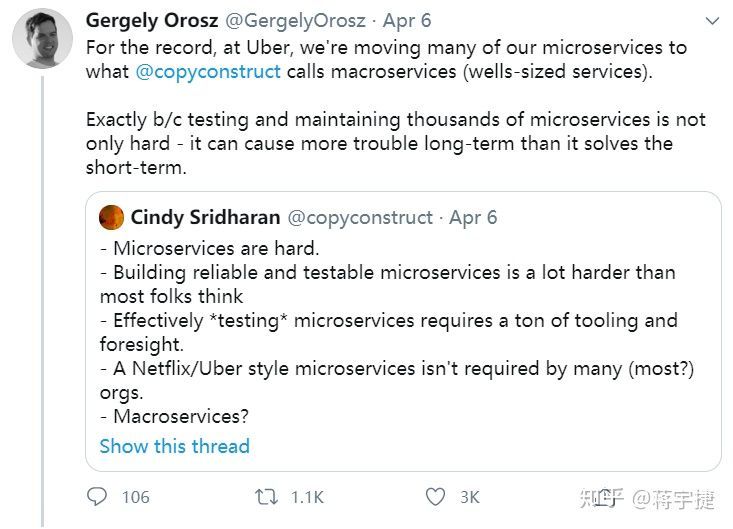 Gergely Orosz @GergelyOrosz · Apr 6
For the record, at Uber, we're moving many of our microservices to
what @copyconstruct calls macroservices (wells-sized services).
Exactly b/c testing and maintaining thousands of microservices is not
only hard - it can cause more trouble long-term than it solves the
short-term.
Cindy Sridharan @copyconstruct · Apr 6
- Microservices are hard.
- Building reliable and testable microservices is a lot harder than
most folks think
- Effectively *testing* microservices requires a ton of tooling and
foresight.
- A Netflix/Uber style microservices isn't required by many (most?)
orgs.
- Macroservices?
Show this thread
106 1.1K 3K 知乎 @蒋宇捷